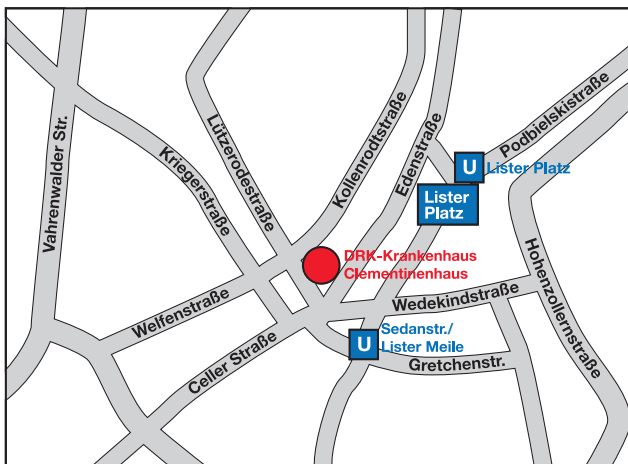 Vahrenwalder Str.
Kriegerstraße
Lützerodestraße
Kollenrodtstraße
Edenstraße
Podbielskistraße
U Lister Platz
Lister
Platz
DRK-Krankenhaus
Clementinenhaus
Hohenzollernstraße
Welfenstraße
Wedekindstraße
Celler Straße
U
Sedanstr./
Lister Meile
Gretchenstr.